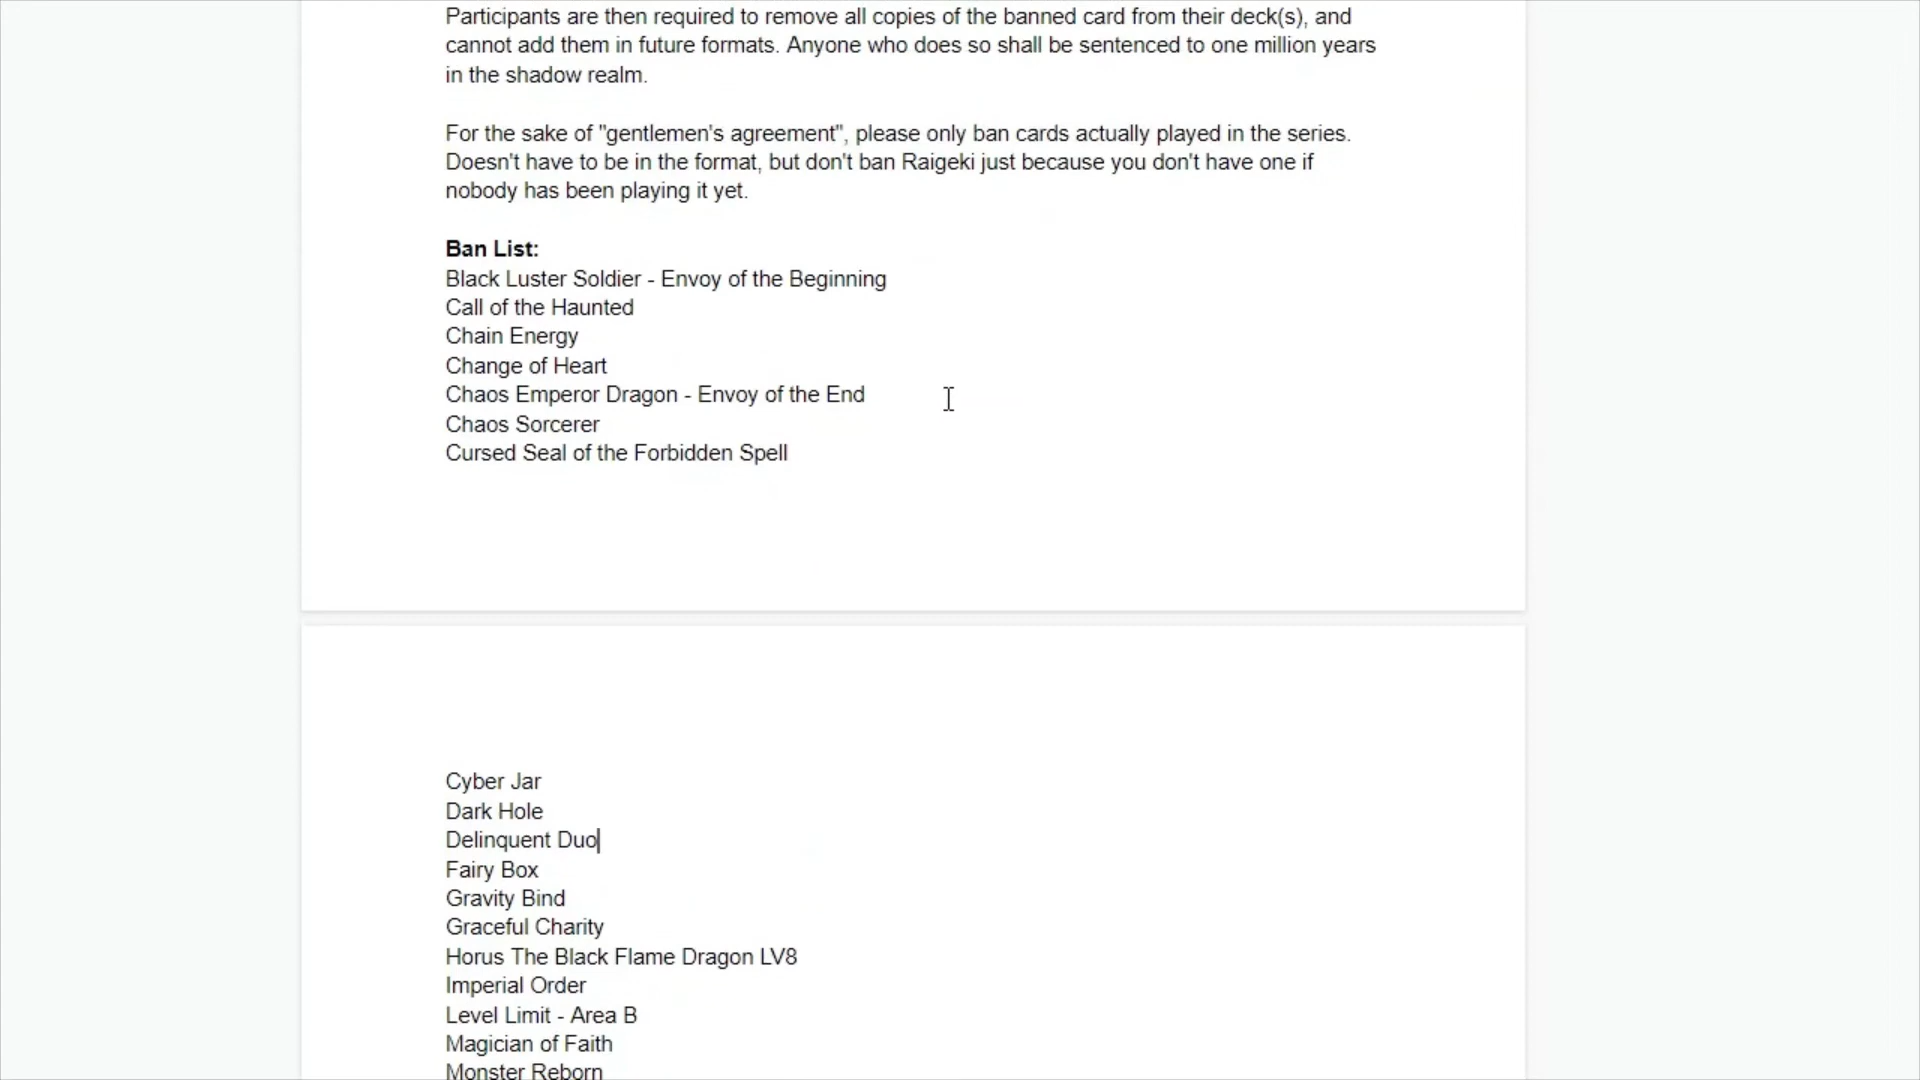 Participants are then required to remove all copies of the banned card from their deck(s), and
cannot add them in future formats. Anyone who does so shall be sentenced to one million years
in the shadow realm.
For the sake of "gentlemen's agreement", please only ban cards actually played in the series.
Doesn't have to be in the format, but don't ban Raigeki just because you don't have one if
nobody has been playing it yet.
Ban List:
Black Luster Soldier - Envoy of the Beginning
Call of the Haunted
Chain Energy
Change of Heart
Chaos Emperor Dragon - Envoy of the End
Chaos Sorcerer
Cursed Seal of the Forbidden Spell
Cyber Jar
Dark Hole
Delinquent Duo
Fairy Box
Gravity Bind
Graceful Charity
Horus The Black Flame Dragon LV8
Imperial Order
Level Limit - Area B
Magician of Faith
Monster Reborn